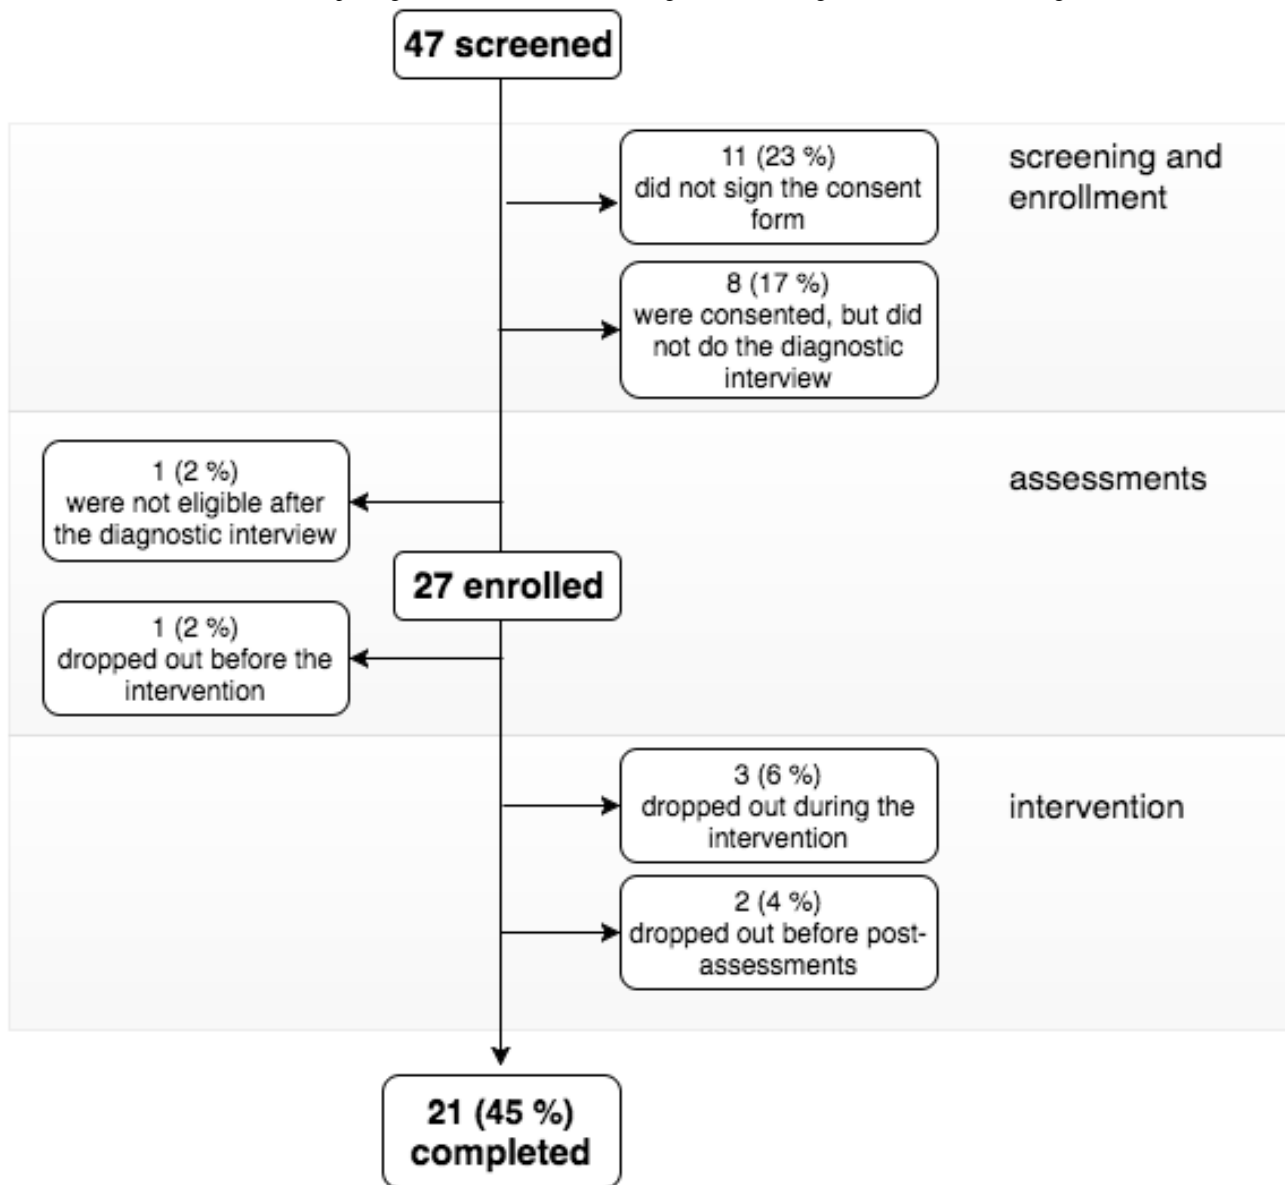 47 screened
11 (23 %)
did not sign the consent
form
screening and
enrollment
8 (17 %)
were consented, but did
not do the diagnostic
interview
1 (2 %)
were not eligible after
the diagnostic interview
assessments
27 enrolled
1 (2 %)
dropped out before the
intervention
3 (6 %)
dropped out during the
intervention
intervention
2 (4 %)
dropped out before post-
assessments
21 (45 %)
completed